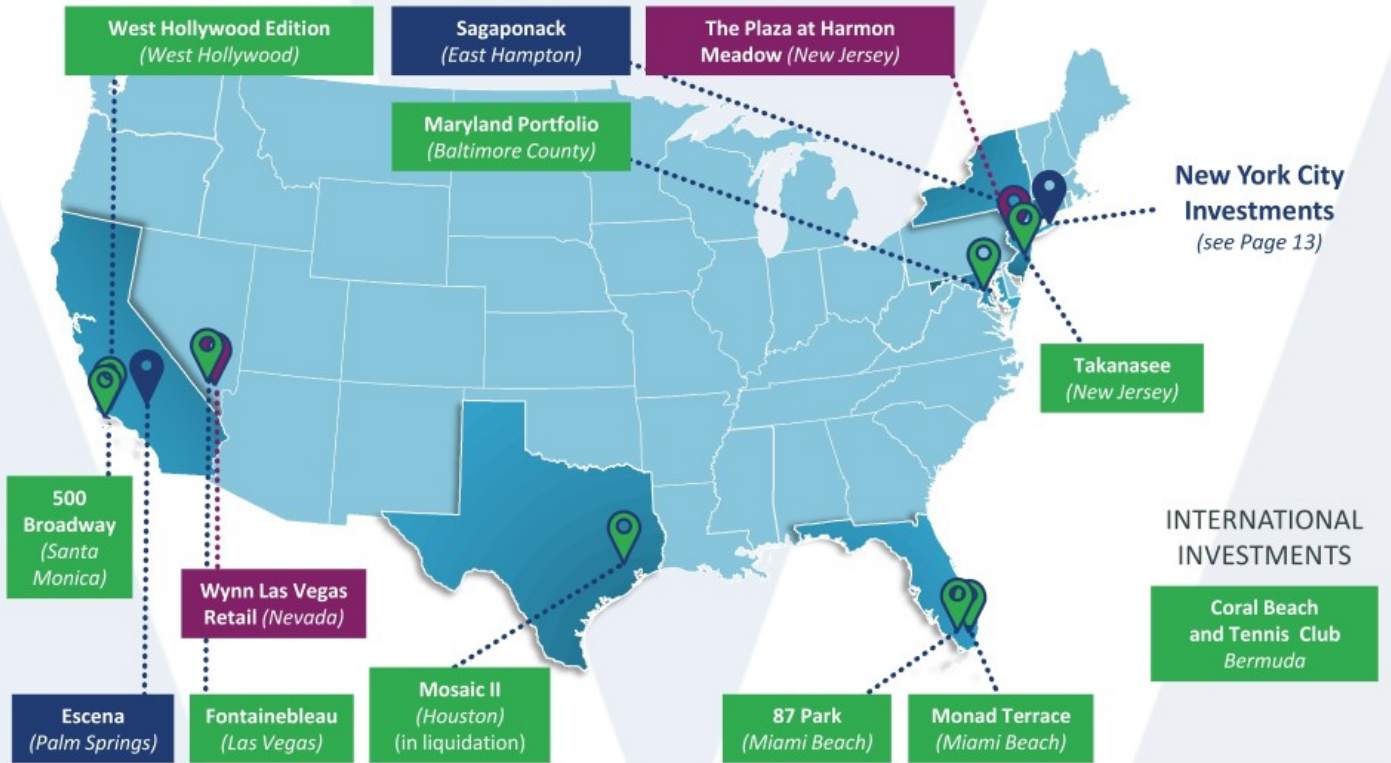 West Hollywood Edition
(West Hollywood)
Sagaponack
(East Hampton)
The Plaza at Harmon
Meadow (New Jersey)
Maryland Portfolio
(Baltimore County)
New York City
Investments
(see Page 13)
Takanasee
(New Jersey)
500
Broadway
(Santa
Monica)
Wynn Las Vegas
Retail (Nevada)
INTERNATIONAL
INVESTMENTS
Coral Beach
and Tennis Club
Bermuda
Escena
(Palm Springs)
Fontainebleau
(Las Vegas)
Mosaic II
(Houston)
(in liquidation)
87 Park
(Miami Beach)
Monad Terrace
(Miami Beach)